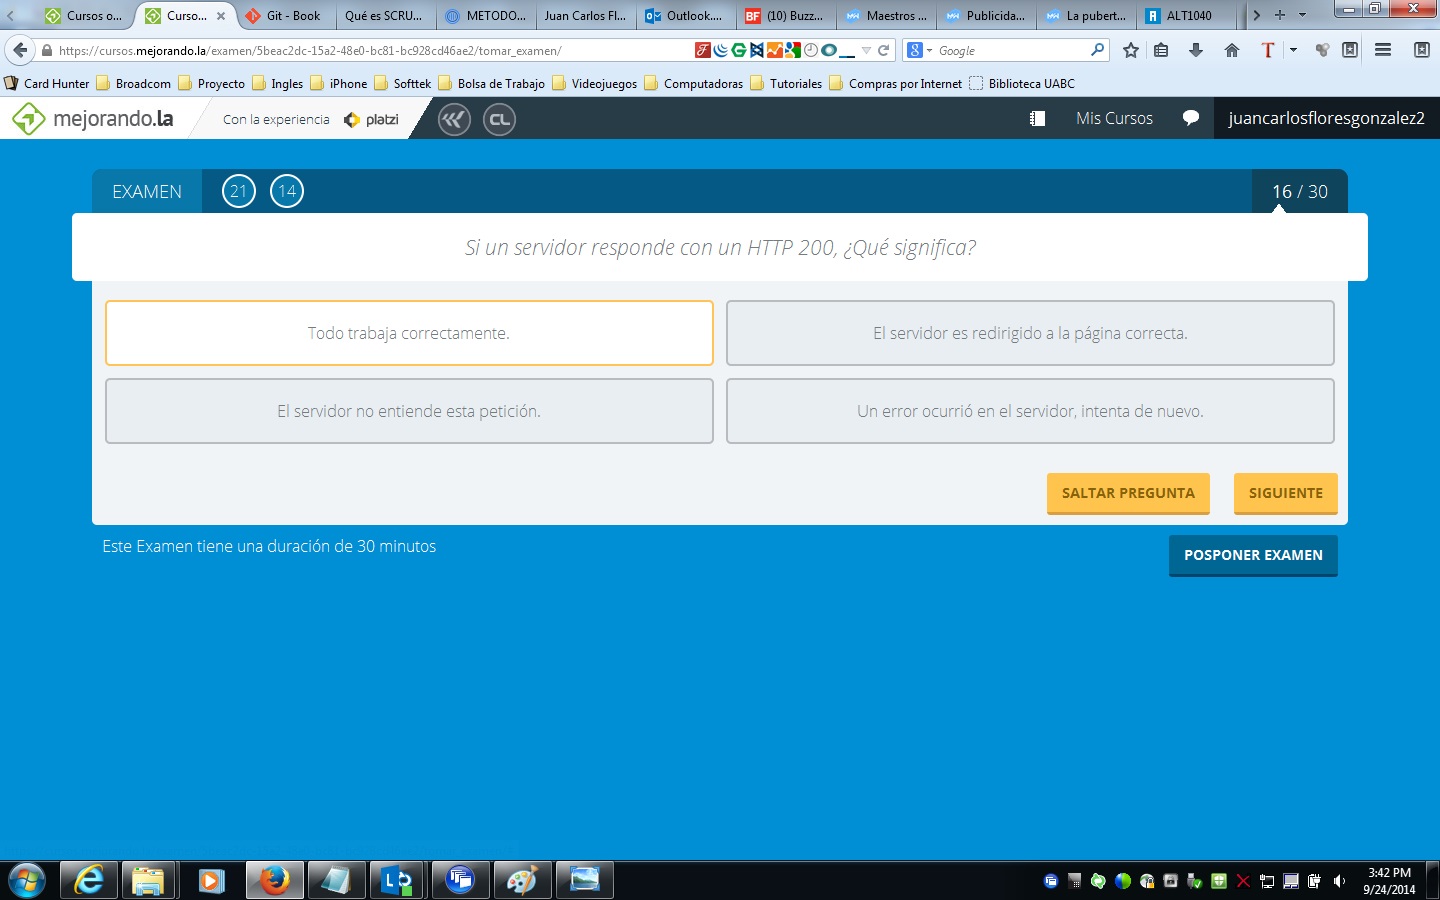 Cursos o...
Curso...
Git - Book
Qué es SCRU...
METODO...
Juan Carlos Fl...
Outlook....
BF
(10) Buzz...
Maestros ...
Publicida...
La pubert...
ALT1040
https://cursos.mejorando.la/examen/5beac2dc-15a2-48e0-bc81-bc928cd46ae2/tomar_examen/
Google
Card Hunter
Broadcom
Proyecto
Ingles
iPhone
Softtek
Bolsa de Trabajo
Videojuegos
Computadoras
Tutoriales
Compras por Internet
Biblioteca UABC
mejorando.la
Con la experiencia
platzi
CL
Mis Cursos
juancarlosfloresgonzalez2
EXAMEN
21
14
16 / 30
Si un servidor responde con un HTTP 200, ¿Qué significa?
Todo trabaja correctamente.
El servidor es redirigido a la página correcta.
El servidor no entiende esta petición.
Un error ocurrió en el servidor, intenta de nuevo.
SALTAR PREGUNTA
SIGUIENTE
Este Examen tiene una duración de 30 minutos
POSPONER EXAMEN
3:42 PM
9/24/2014